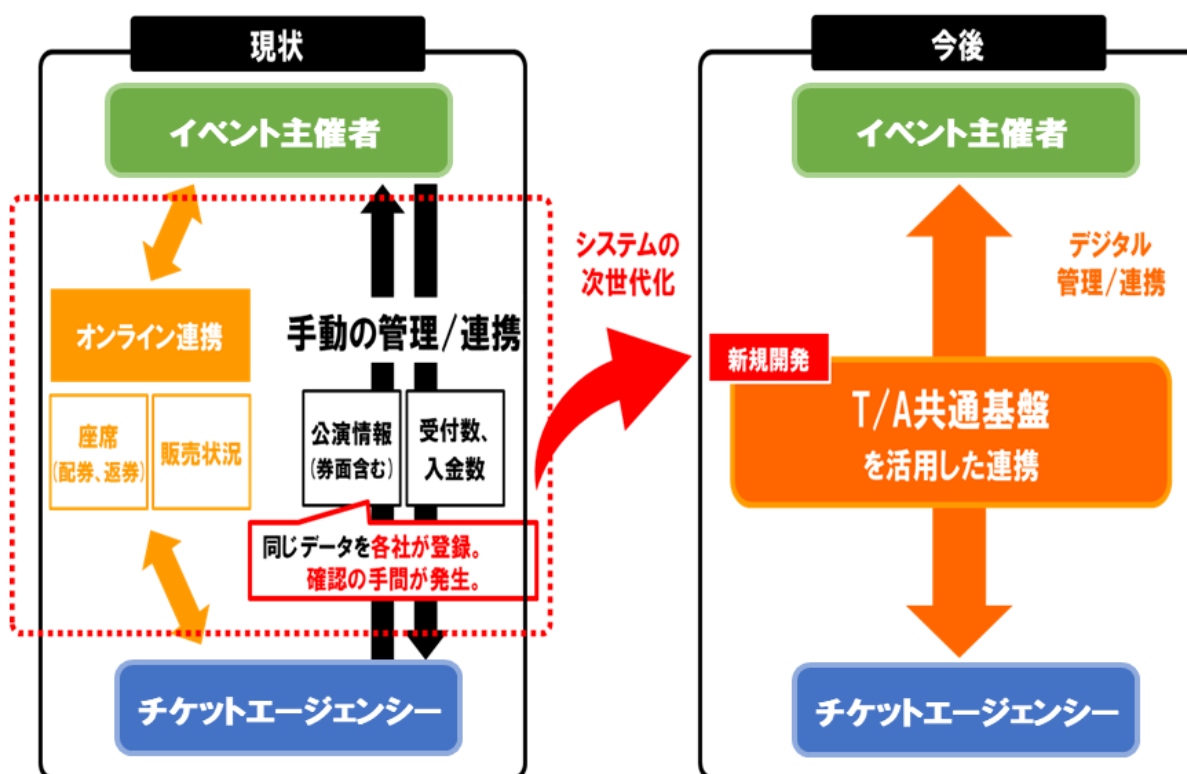 現状
イベント主催者
オンライン連携
座席
(配券、返券)
販売状況
手動の管理/連携
公演情報
(券面含む)
受付数、
入金数
同じデータを各社が登録。
確認の手間が発生。
チケットエージェンシー
システムの
次世代化
今後
イベント主催者
デジタル
管理/連携
新規開発
T/A共通基盤
を活用した連携
チケットエージェンシー